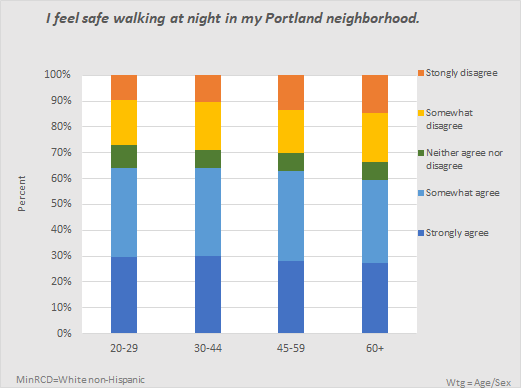 I feel safe walking at night in my Portland neighborhood.
100%
90%
80%
70%
60%
50%
40%
30%
20%
10%
0%
Percent
20-29
30-44
45-59
60+
Stongly disagree
Somewhat
disagree
Neither agree nor
disagree
Somewhat agree
Strongly agree
MinRCD=White non-Hispanic
Wtg = Age/Sex